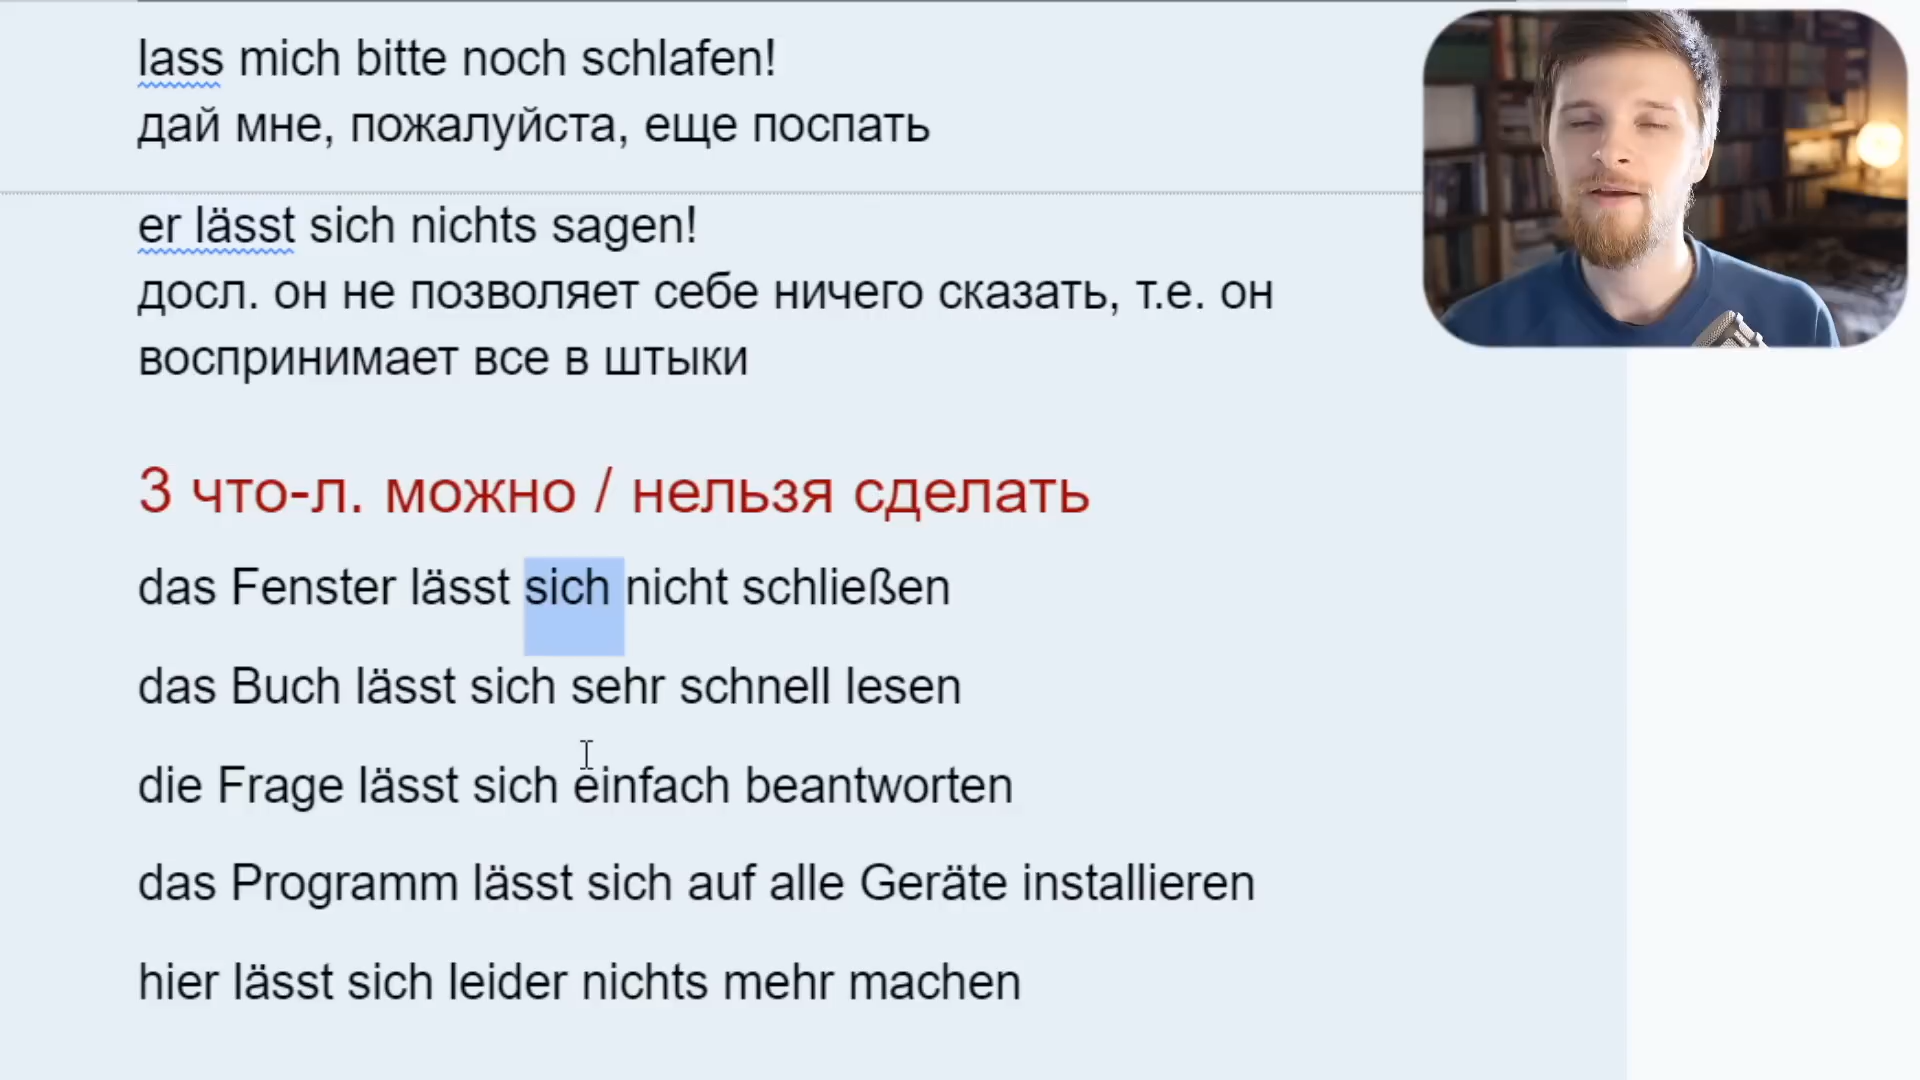 lass mich bitte noch schlafen!
дай мне, пожалуйста, еще поспать
er lässt sich nichts sagen!
досл. он не позволяет себе ничего сказать, т.е. он
воспринимает все в штыки
3 что-л. можно / нельзя сделать
das Fenster lässt sich nicht schließen
das Buch lässt sich sehr schnell lesen
die Frage lässt sich einfach beantworten
das Programm lässt sich auf alle Geräte installieren
hier lässt sich leider nichts mehr machen